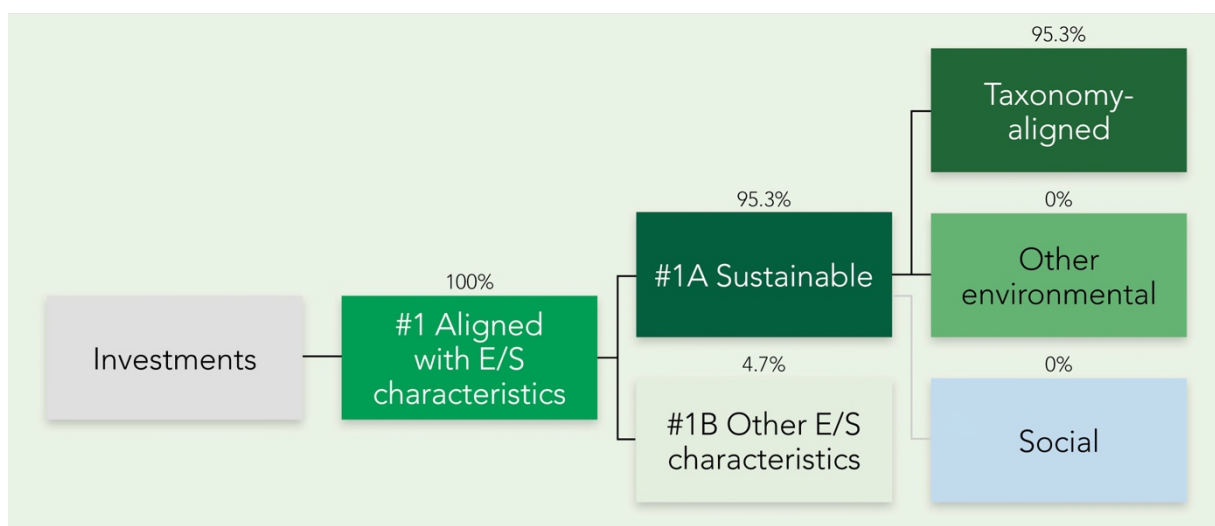 95.3%
Taxonomy-
aligned
95.3%
#1A Sustainable
0%
Other
environmental
100%
#1 Aligned
with E/S
characteristics
Investments
4.7%
#1B Other E/S
characteristics
0%
Social